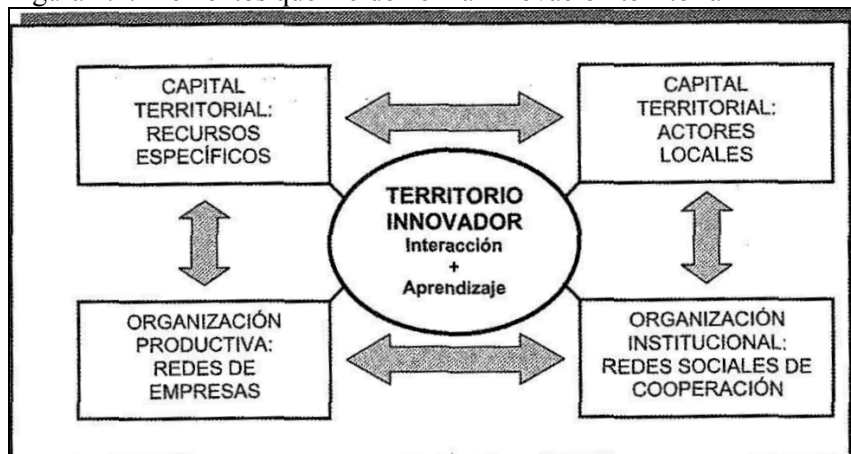 CAPITAL
TERRITORIAL:
RECURSOS
ESPECÍFICOS
CAPITAL
TERRITORIAL:
ACTORES
LOCALES
TERRITORIO
INNOVADOR
Interacción
+
Aprendizaje
ORGANIZACIÓN
PRODUCTIVA:
REDES DE
EMPRESAS
ORGANIZACIÓN
INSTITUCIONAL:
REDES SOCIALES DE
COOPERACIÓN